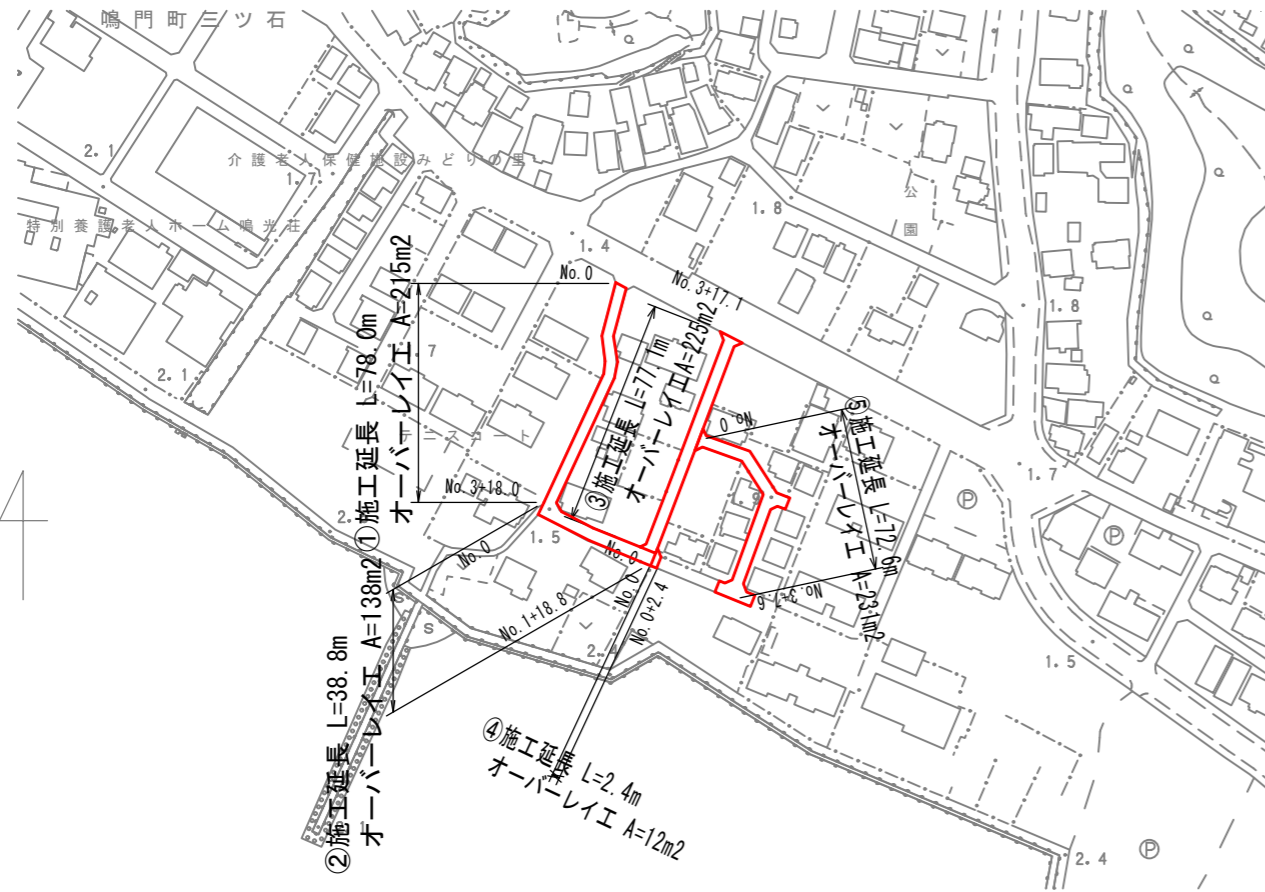 鳴門町三ツ石
介護老人保健施設みどりの里
特別養護老人ホーム鳴光荘
公園
テニスコート
2.1
1.7
2.1
1.4
1.8
1.8
1.7
1.5
1.5
2.4
No.0
No.3+17.1
No.3+18.0
No.0
No.1+18.8
No.0
No.0+2.4
No.0
No.3+7.6
①施工延長 L=78.0m
オーバーレイエ A=215m2
②施工延長 L=38.8m
オーバーレイエ A=138m2
③施工延長 L=77.1m
オーバーレイエ A=225m2
④施工延長 L=2.4m
オーバーレイエ A=12m2
⑤施工延長 L=72.6m
オーバーレイエ A=231m2
S
S
P
P
P